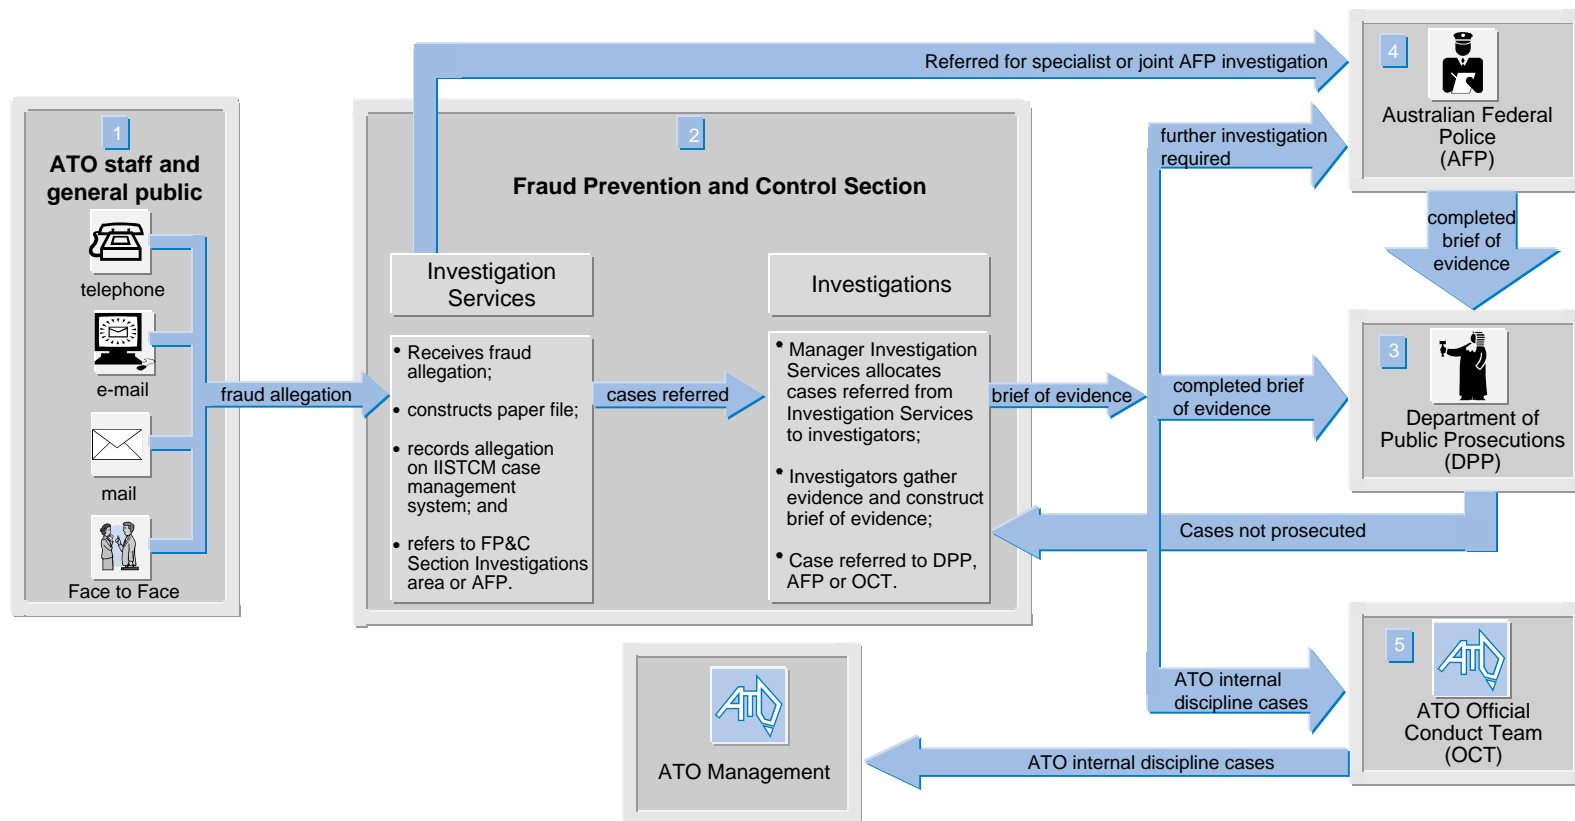 1
ATO staff and
general public
telephone
e-mail
mail
Face to Face
fraud allegation
2
Fraud Prevention and Control Section
Investigation
Services
• Receives fraud
allegation;
• constructs paper file;
• records allegation
on IISTCM case
management
system; and
• refers to FP&C
Section Investigations
area or AFP.
cases referred
Investigations
• Manager Investigation
Services allocates
cases referred from
Investigation Services
to investigators;
• Investigators gather
evidence and construct
brief of evidence;
• Case referred to DPP,
AFP or OCT.
brief of evidence
Referred for specialist or joint AFP investigation
further investigation
required
completed brief
of evidence
Cases not prosecuted
ATO internal
discipline cases
4
Australian Federal
Police
(AFP)
completed
brief of
evidence
3
Department of
Public Prosecutions
(DPP)
5
ATO
ATO Official
Conduct Team
(OCT)
ATO internal discipline cases
ATO
ATO Management